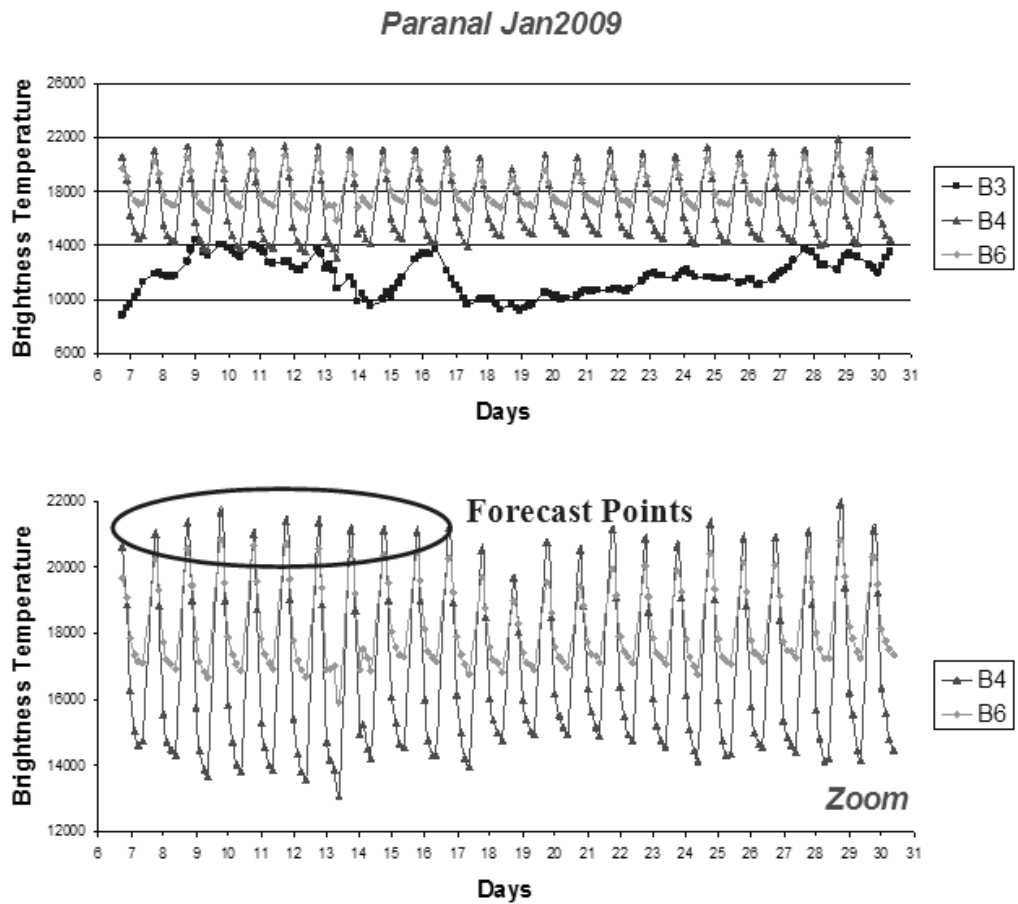 Paranal Jan2009
Brightness Temperature
26000
22000
18000
14000
10000
6000
6 7 8 9 10 11 12 13 14 15 16 17 18 19 20 21 22 23 24 25 26 27 28 29 30 31
Days
B3
B4
B6
Brightness Temperature
22000
20000
18000
16000
14000
12000
Forecast Points
Zoom
6 7 8 9 10 11 12 13 14 15 16 17 18 19 20 21 22 23 24 25 26 27 28 29 30 31
Days
B4
B6